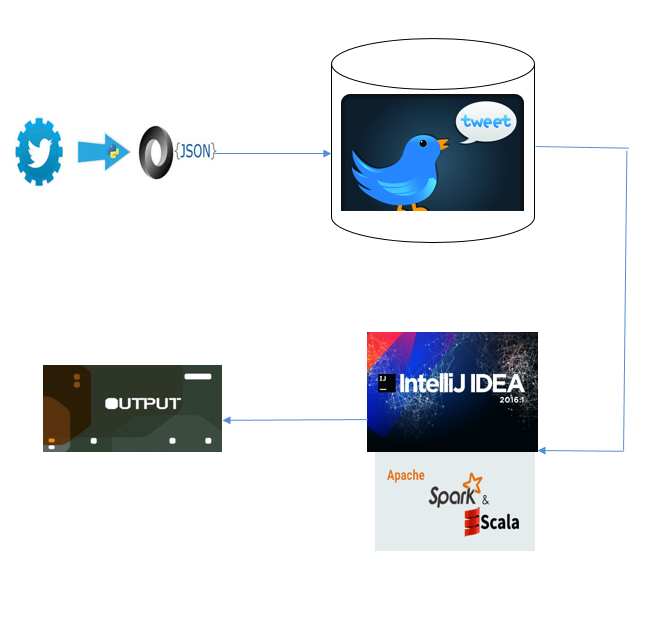 {JSON}
tweet
IJ
IntelliJ IDEA
2016.1
OUTPUT
Apache
Spark &
Scala